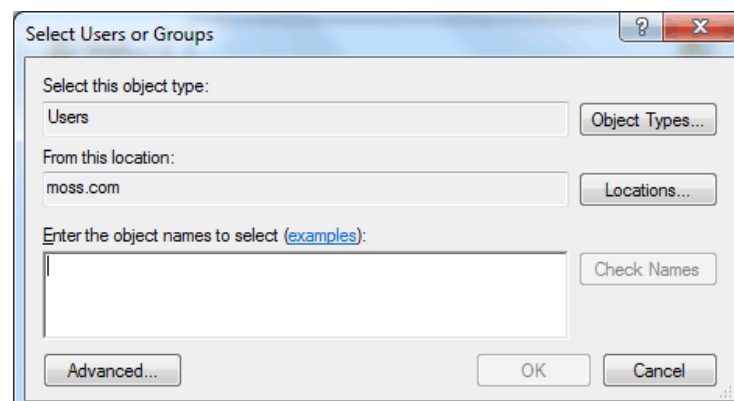 Select Users or Groups
Select this object type:
Users
Object Types...
From this location:
moss.com
Locations...
Enter the object names to select (examples):
Check Names
Advanced...
OK
Cancel